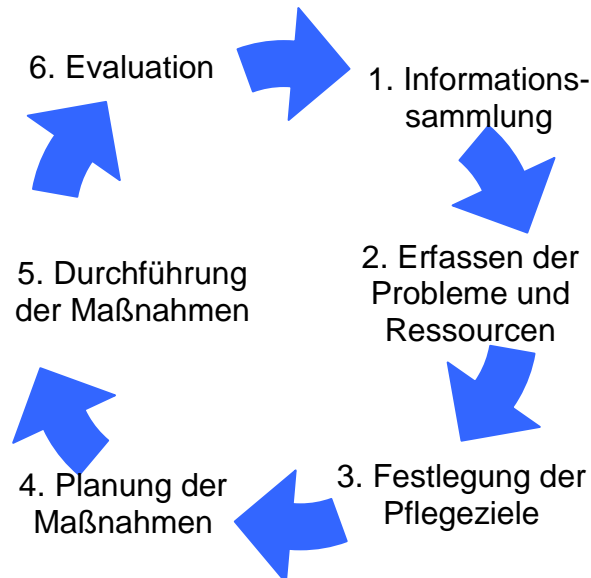 1. Informations-
sammlung
2. Erfassen der
Probleme und
Ressourcen
3. Festlegung der
Pflegeziele
4. Planung der
Maßnahmen
5. Durchführung
der Maßnahmen
6. Evaluation